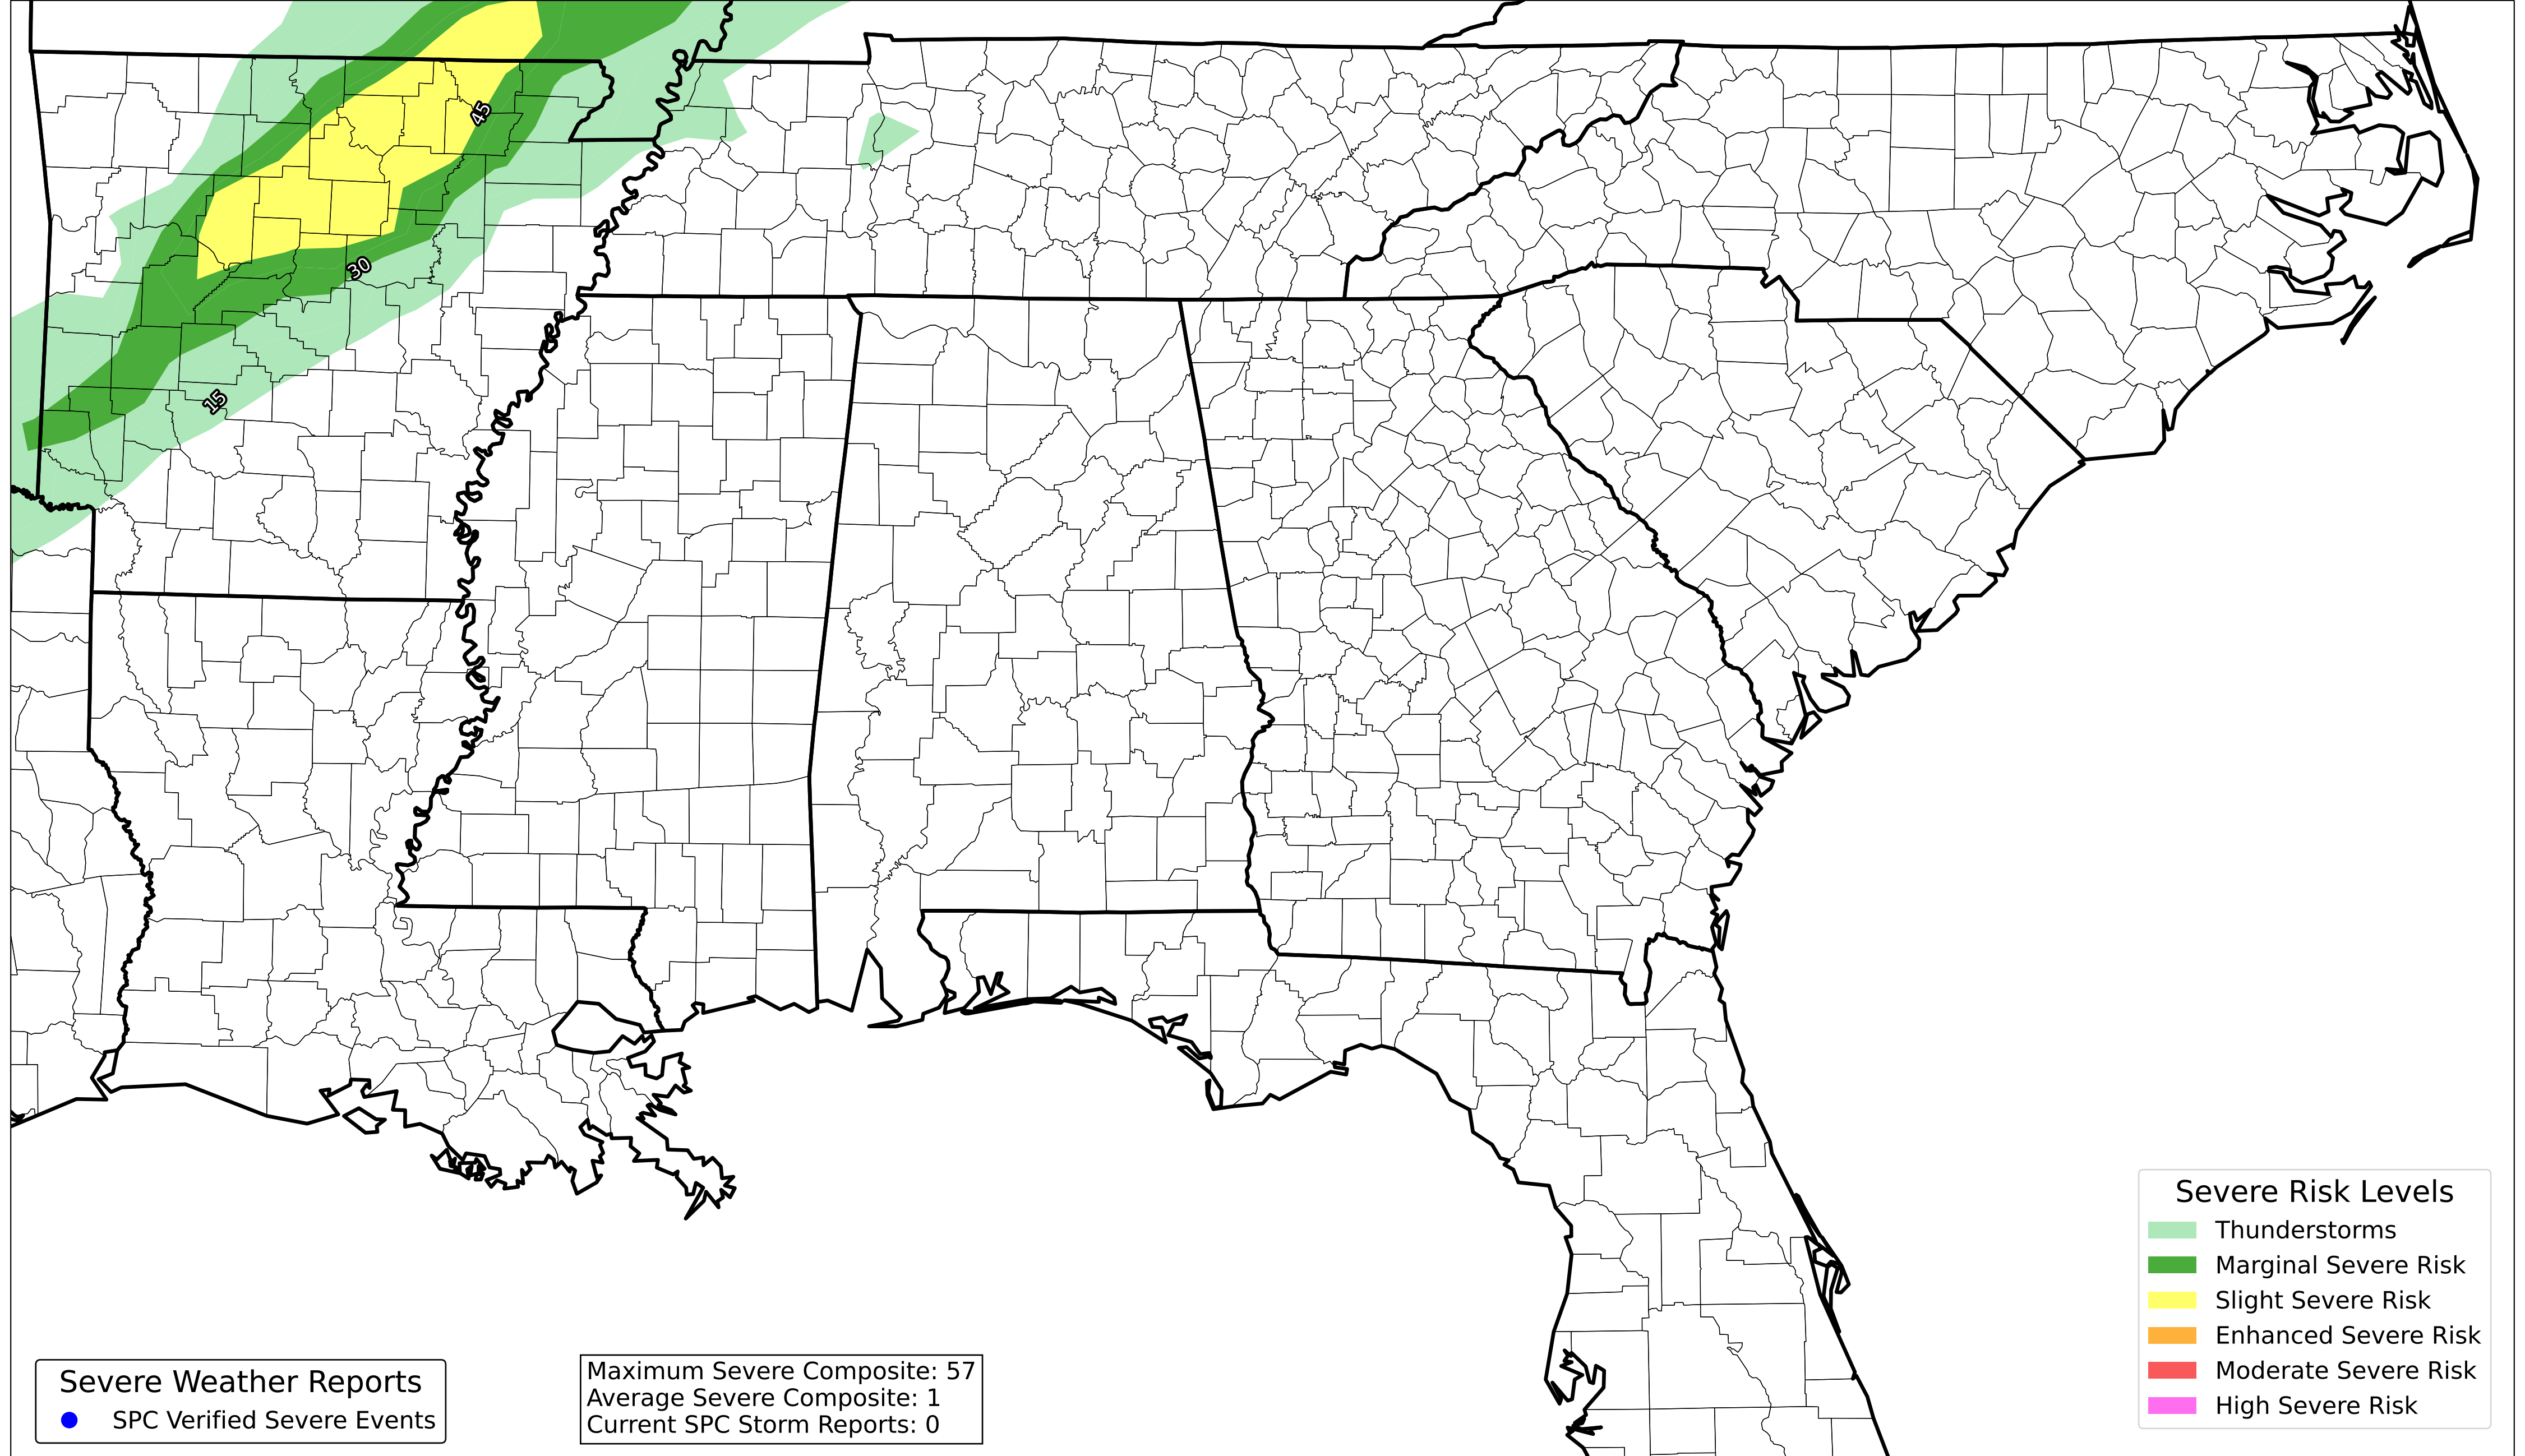 45
30
15
Severe Risk Levels
Thunderstorms
Marginal Severe Risk
Slight Severe Risk
Enhanced Severe Risk
Moderate Severe Risk
High Severe Risk
Severe Weather Reports
SPC Verified Severe Events
Maximum Severe Composite: 57
Average Severe Composite: 1
Current SPC Storm Reports: 0